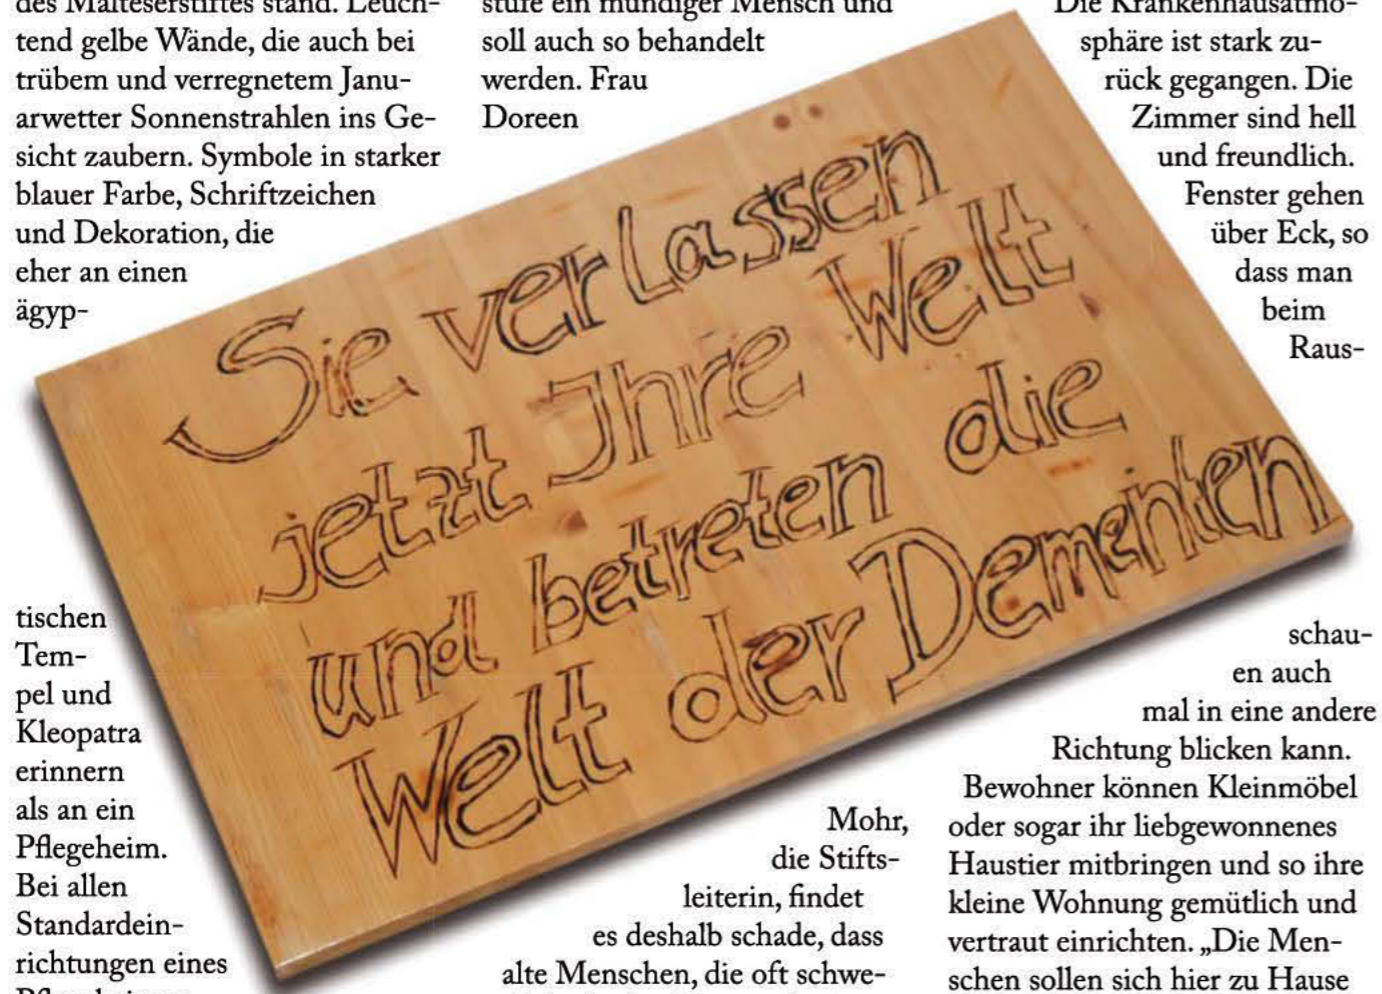 des Malteserstiftes stand. Leuch-
tend gelbe Wände, die auch bei
trübem und verregnetem Janu-
arwetter Sonnenstrahlen ins Ge-
sicht zaubern. Symbole in starker
blauer Farbe, Schriftzeichen
und Dekoration, die
eher an einen
ägyp-
tischen
Tem-
pel und
Kleopatra
erinnern
als an ein
Pflegeheim.
Bei allen
Standardein-
richtungen eines
stufe ein mündiger Mensch und
soll auch so behandelt
werden. Frau
Doreen
Sie verlassen
jetzt Ihre Welt
und betreten die
Welt der Dementen
Mohr,
die Stifts-
leiterin, findet
es deshalb schade, dass
alte Menschen, die oft schwe-
Die Krankenhausatmo-
sphäre ist stark zu-
rück gegangen. Die
Zimmer sind hell
und freundlich.
Fenster gehen
über Eck, so
dass man
beim
Raus-
schau-
en auch
mal in eine andere
Richtung blicken kann.
Bewohner können Kleinmöbel
oder sogar ihr liebgewonnenes
Haustier mitbringen und so ihre
kleine Wohnung gemütlich und
vertraut einrichten. „Die Men-
schen sollen sich hier zu Hause